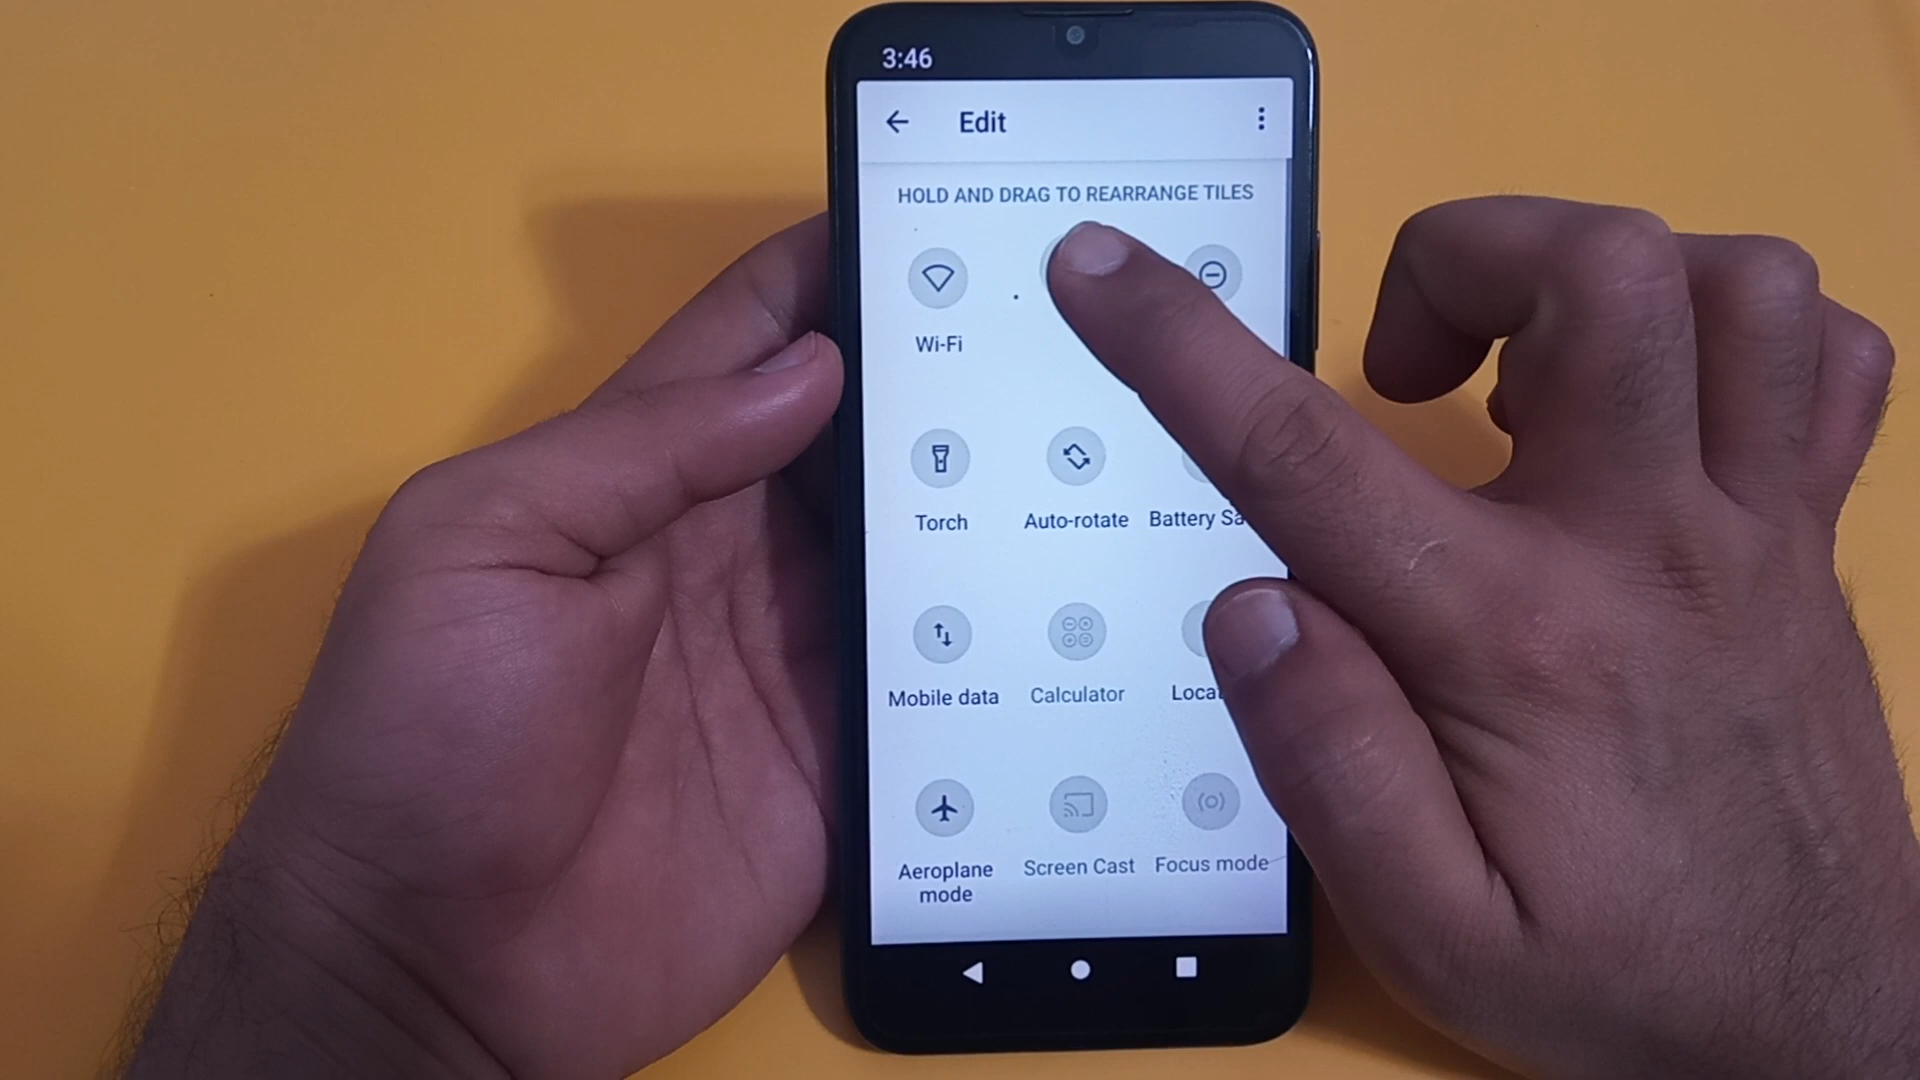 3:46
Edit
HOLD AND DRAG TO REARRANGE TILES
Wi-Fi
Torch
Auto-rotate
Battery Sa
Mobile data
Calculator
Locat
Aeroplane
mode
Screen Cast
Focus mode